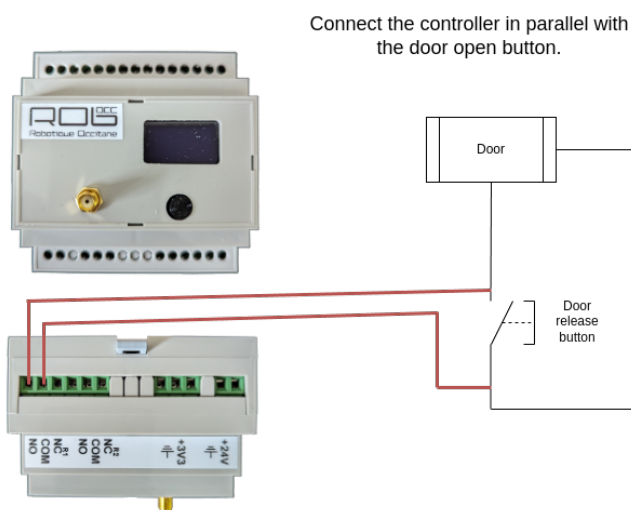 Connect the controller in parallel with
the door open button.
ROB OCC
Robotique Occitane
Door
Door
release
button
NO
COM
NC
R1
NO
COM
NC
R2
+3V3
+24V